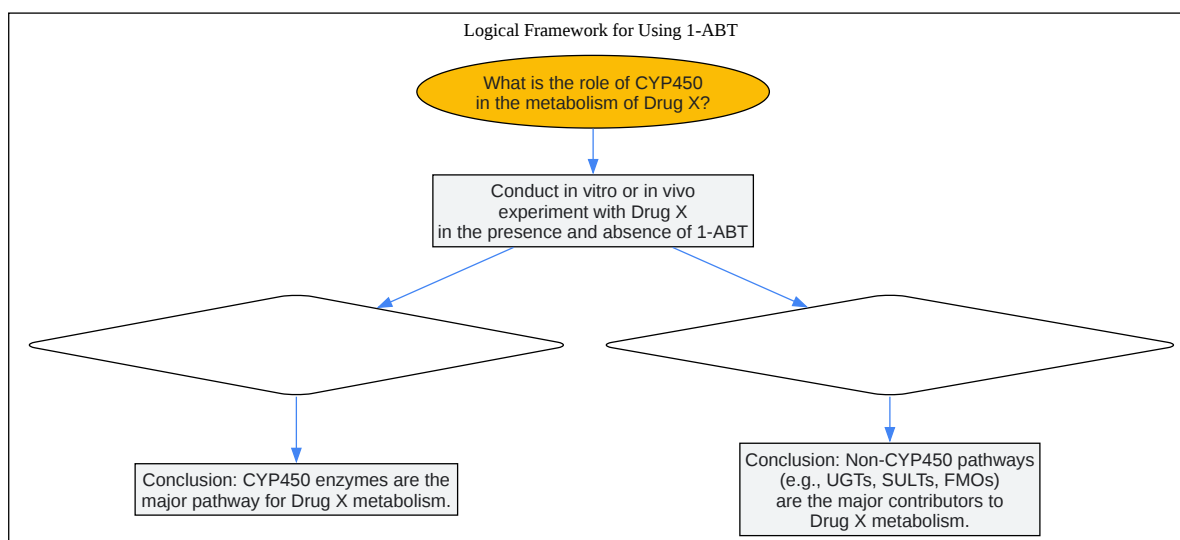 Logical Framework for Using 1-ABT
What is the role of CYP450
in the metabolism of Drug X?
Conduct in vitro or in vivo
experiment with Drug X
in the presence and absence of 1-ABT
Conclusion: CYP450 enzymes are the
major pathway for Drug X metabolism.
Conclusion: Non-CYP450 pathways
(e.g., UGTs, SULTs, FMOs)
are the major contributors to
Drug X metabolism.